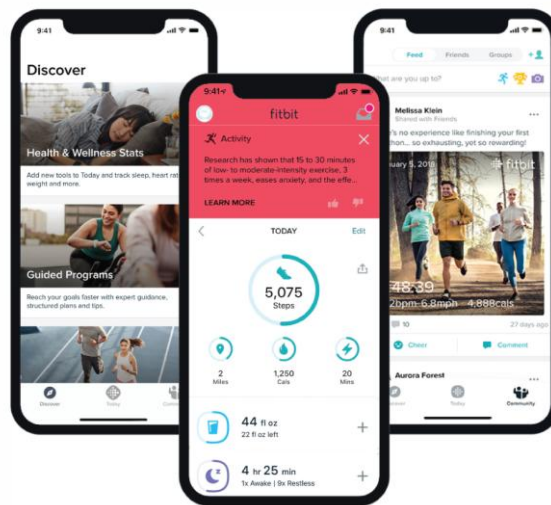 9:41
Discover
Health & Wellness Stats
Add new tools to Today and track sleep, heart rat
weight and more.
Guided Programs
Reach your goals faster with expert guidance,
structured plans and tips.
Discover
Today
9:41
fitbit
Activity
Research has shown that 15 to 30 minutes
of low- to moderate-intensity exercise, 3
times a week, eases anxiety, and the effe...
LEARN MORE
TODAY
Edit
5,075
Steps
2
Miles
1,250
Cals
20
Mins
44 fl oz
22 fl oz left
4 hr 25 min
1x Awake | 9x Restless
9:41
Feed Friends Groups
are you up to?
Melissa Klein
Shared with Friends
's no experience like finishing your first
thon... so exhausting, yet so rewarding!
5, 2018
fitbit
48:39
2bpm 6.8mph 4,888cals
10
27 days ago
Cheer
Comment
Aurora Forest
Today
Community